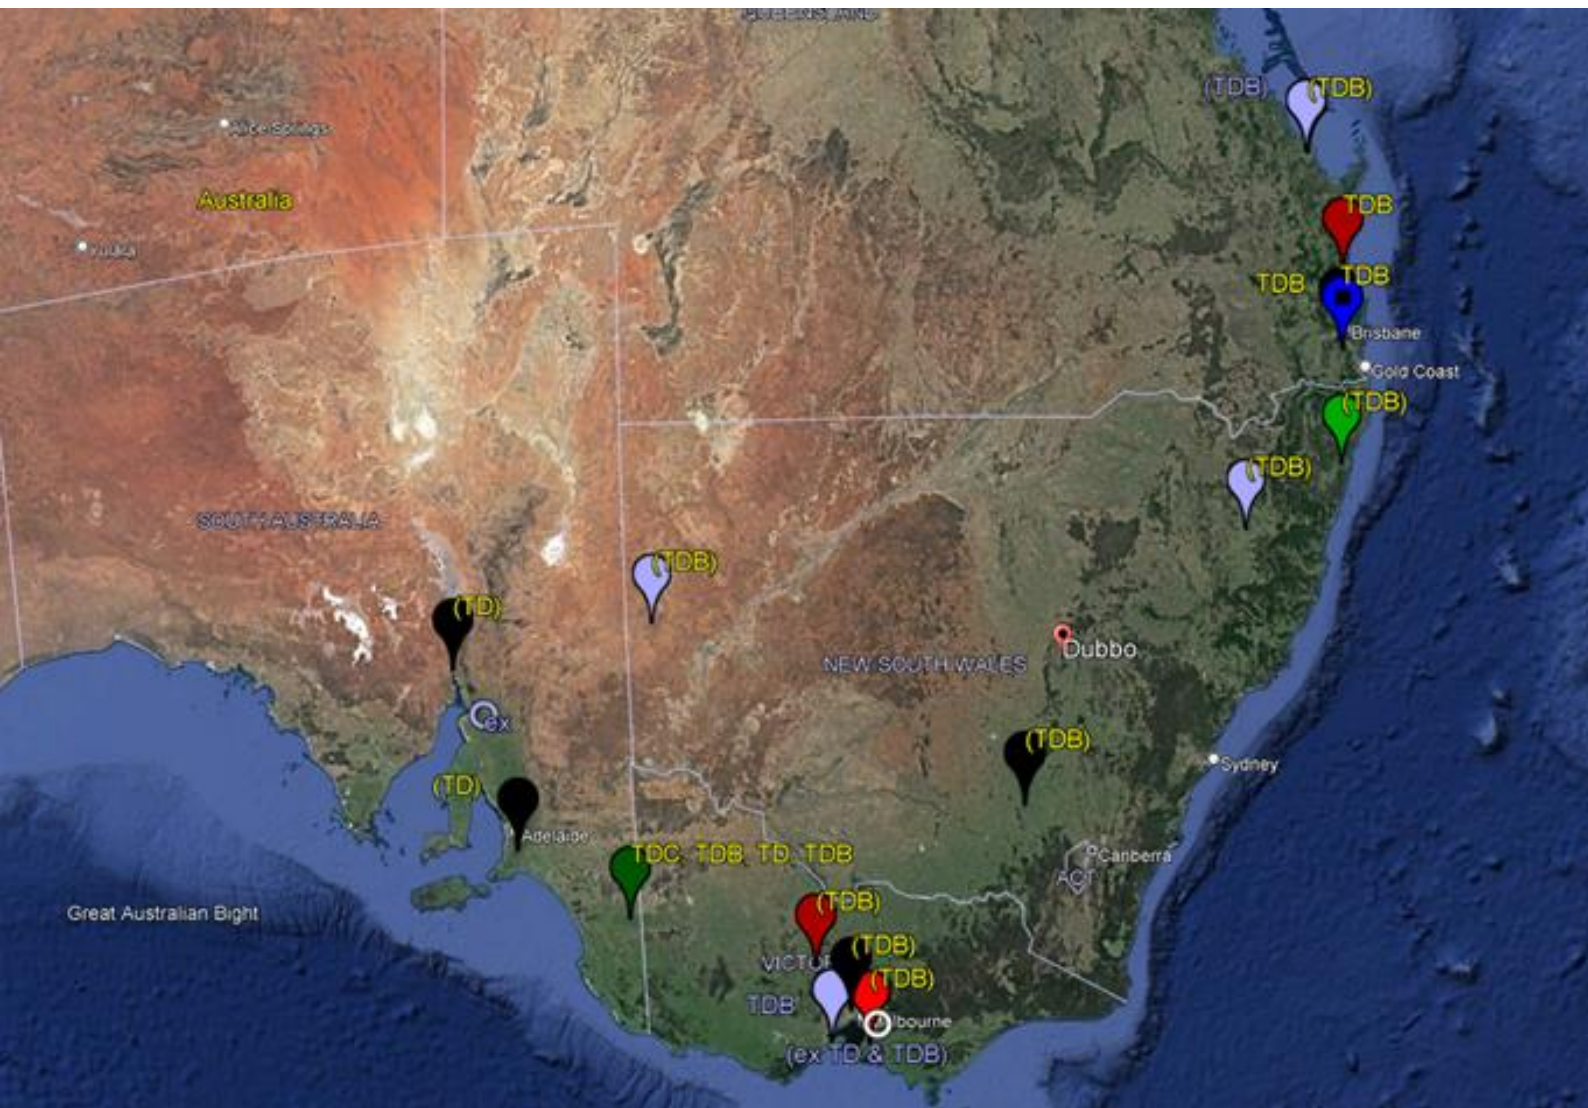 QUEENSLAND
(TDB) (TDB)
Alice Springs
Australia
TDB
Yulara
TDB TDB
Brisbane
Gold Coast
(TDB)
(TDB)
SOUTH AUSTRALIA
(TDB)
(TD)
Dubbo
NEW SOUTH WALES
ex
(TDB)
Sydney
(TD)
Adelaide
TDC, TDB, TD, TDB
Canberra
ACT
(TDB)
Great Australian Bight
(TDB)
VICTOR
(TDB)
TDB
lbourne
(ex TD & TDB)